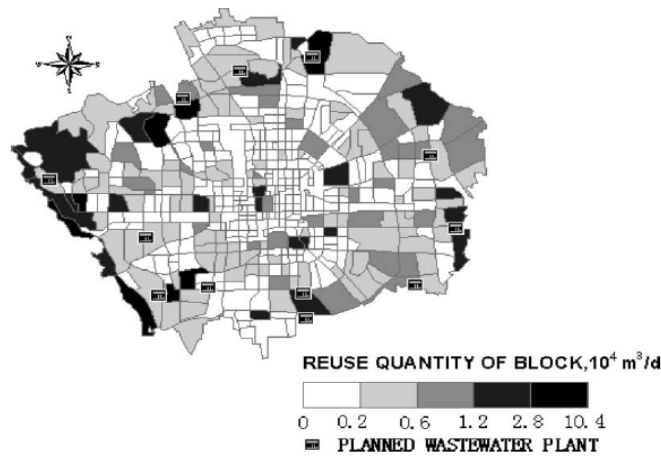 REUSE QUANTITY OF BLOCK,10⁴ m³/d
0 0.2 0.6 1.2 2.8 10.4
PLANNED WASTEWATER PLANT